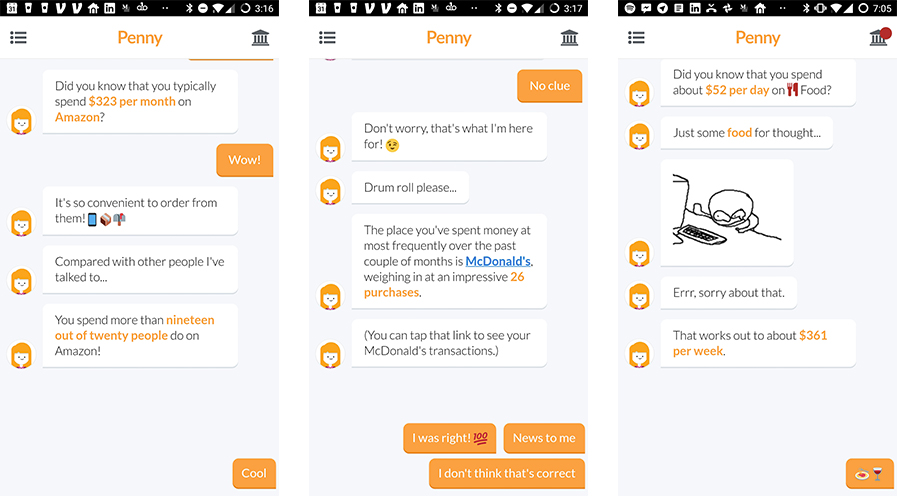 3:16
Penny
Did you know that you typically
spend $323 per month on
Amazon?
Wow!
It's so convenient to order from
them!📱📦📬
Compared with other people I've
talked to...
You spend more than nineteen
out of twenty people do on
Amazon!
Cool
31
3:17
Penny
No clue
Don't worry, that's what I'm here
for! 😉
Drum roll please...
The place you've spent money at
most frequently over the past
couple of months is McDonald's,
weighing in at an impressive 26
purchases.
(You can tap that link to see your
McDonald's transactions.)
I was right! 💯
News to me
I don't think that's correct
7:05
Penny
Did you know that you spend
about $52 per day on🍴Food?
Just some food for thought...
Errr, sorry about that.
That works out to about $361
per week.
🍝🍷